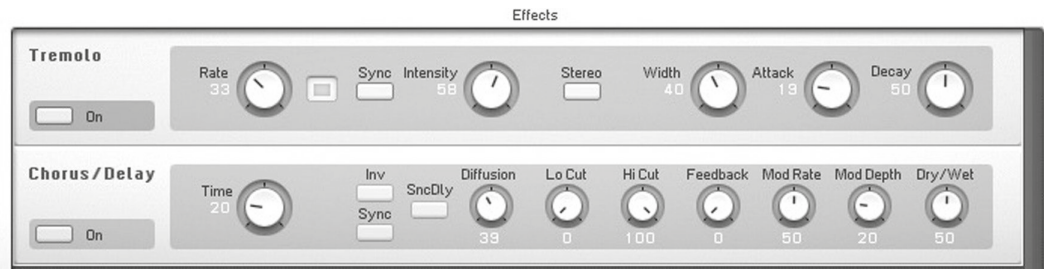 Effects
Tremolo
Rate 33
Sync
Intensity 58
Stereo
Width 40
Attack 13
Decay 50
On
Chorus/Delay
Time 20
Inv
Sync
SncDly
Diffusion
Lo Cut
Hi Cut
Feedback
Mod Rate
Mod Depth
Dry/Wet
39
0
100
0
50
20
50
On